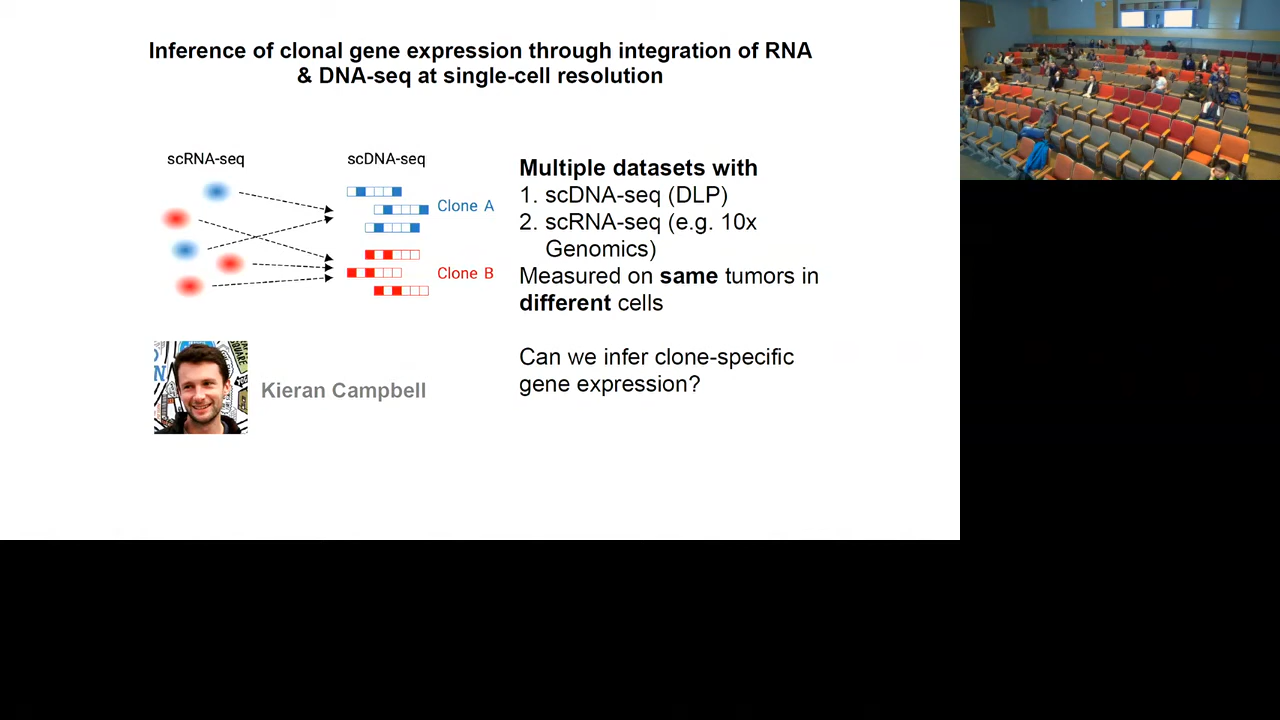 Inference of clonal gene expression through integration of RNA
& DNA-seq at single-cell resolution
scRNA-seq
scDNA-seq
Clone A
Clone B
Multiple datasets with
1. scDNA-seq (DLP)
2. scRNA-seq (e.g. 10x
Genomics)
Measured on same tumors in
different cells
Can we infer clone-specific
gene expression?
Kieran Campbell